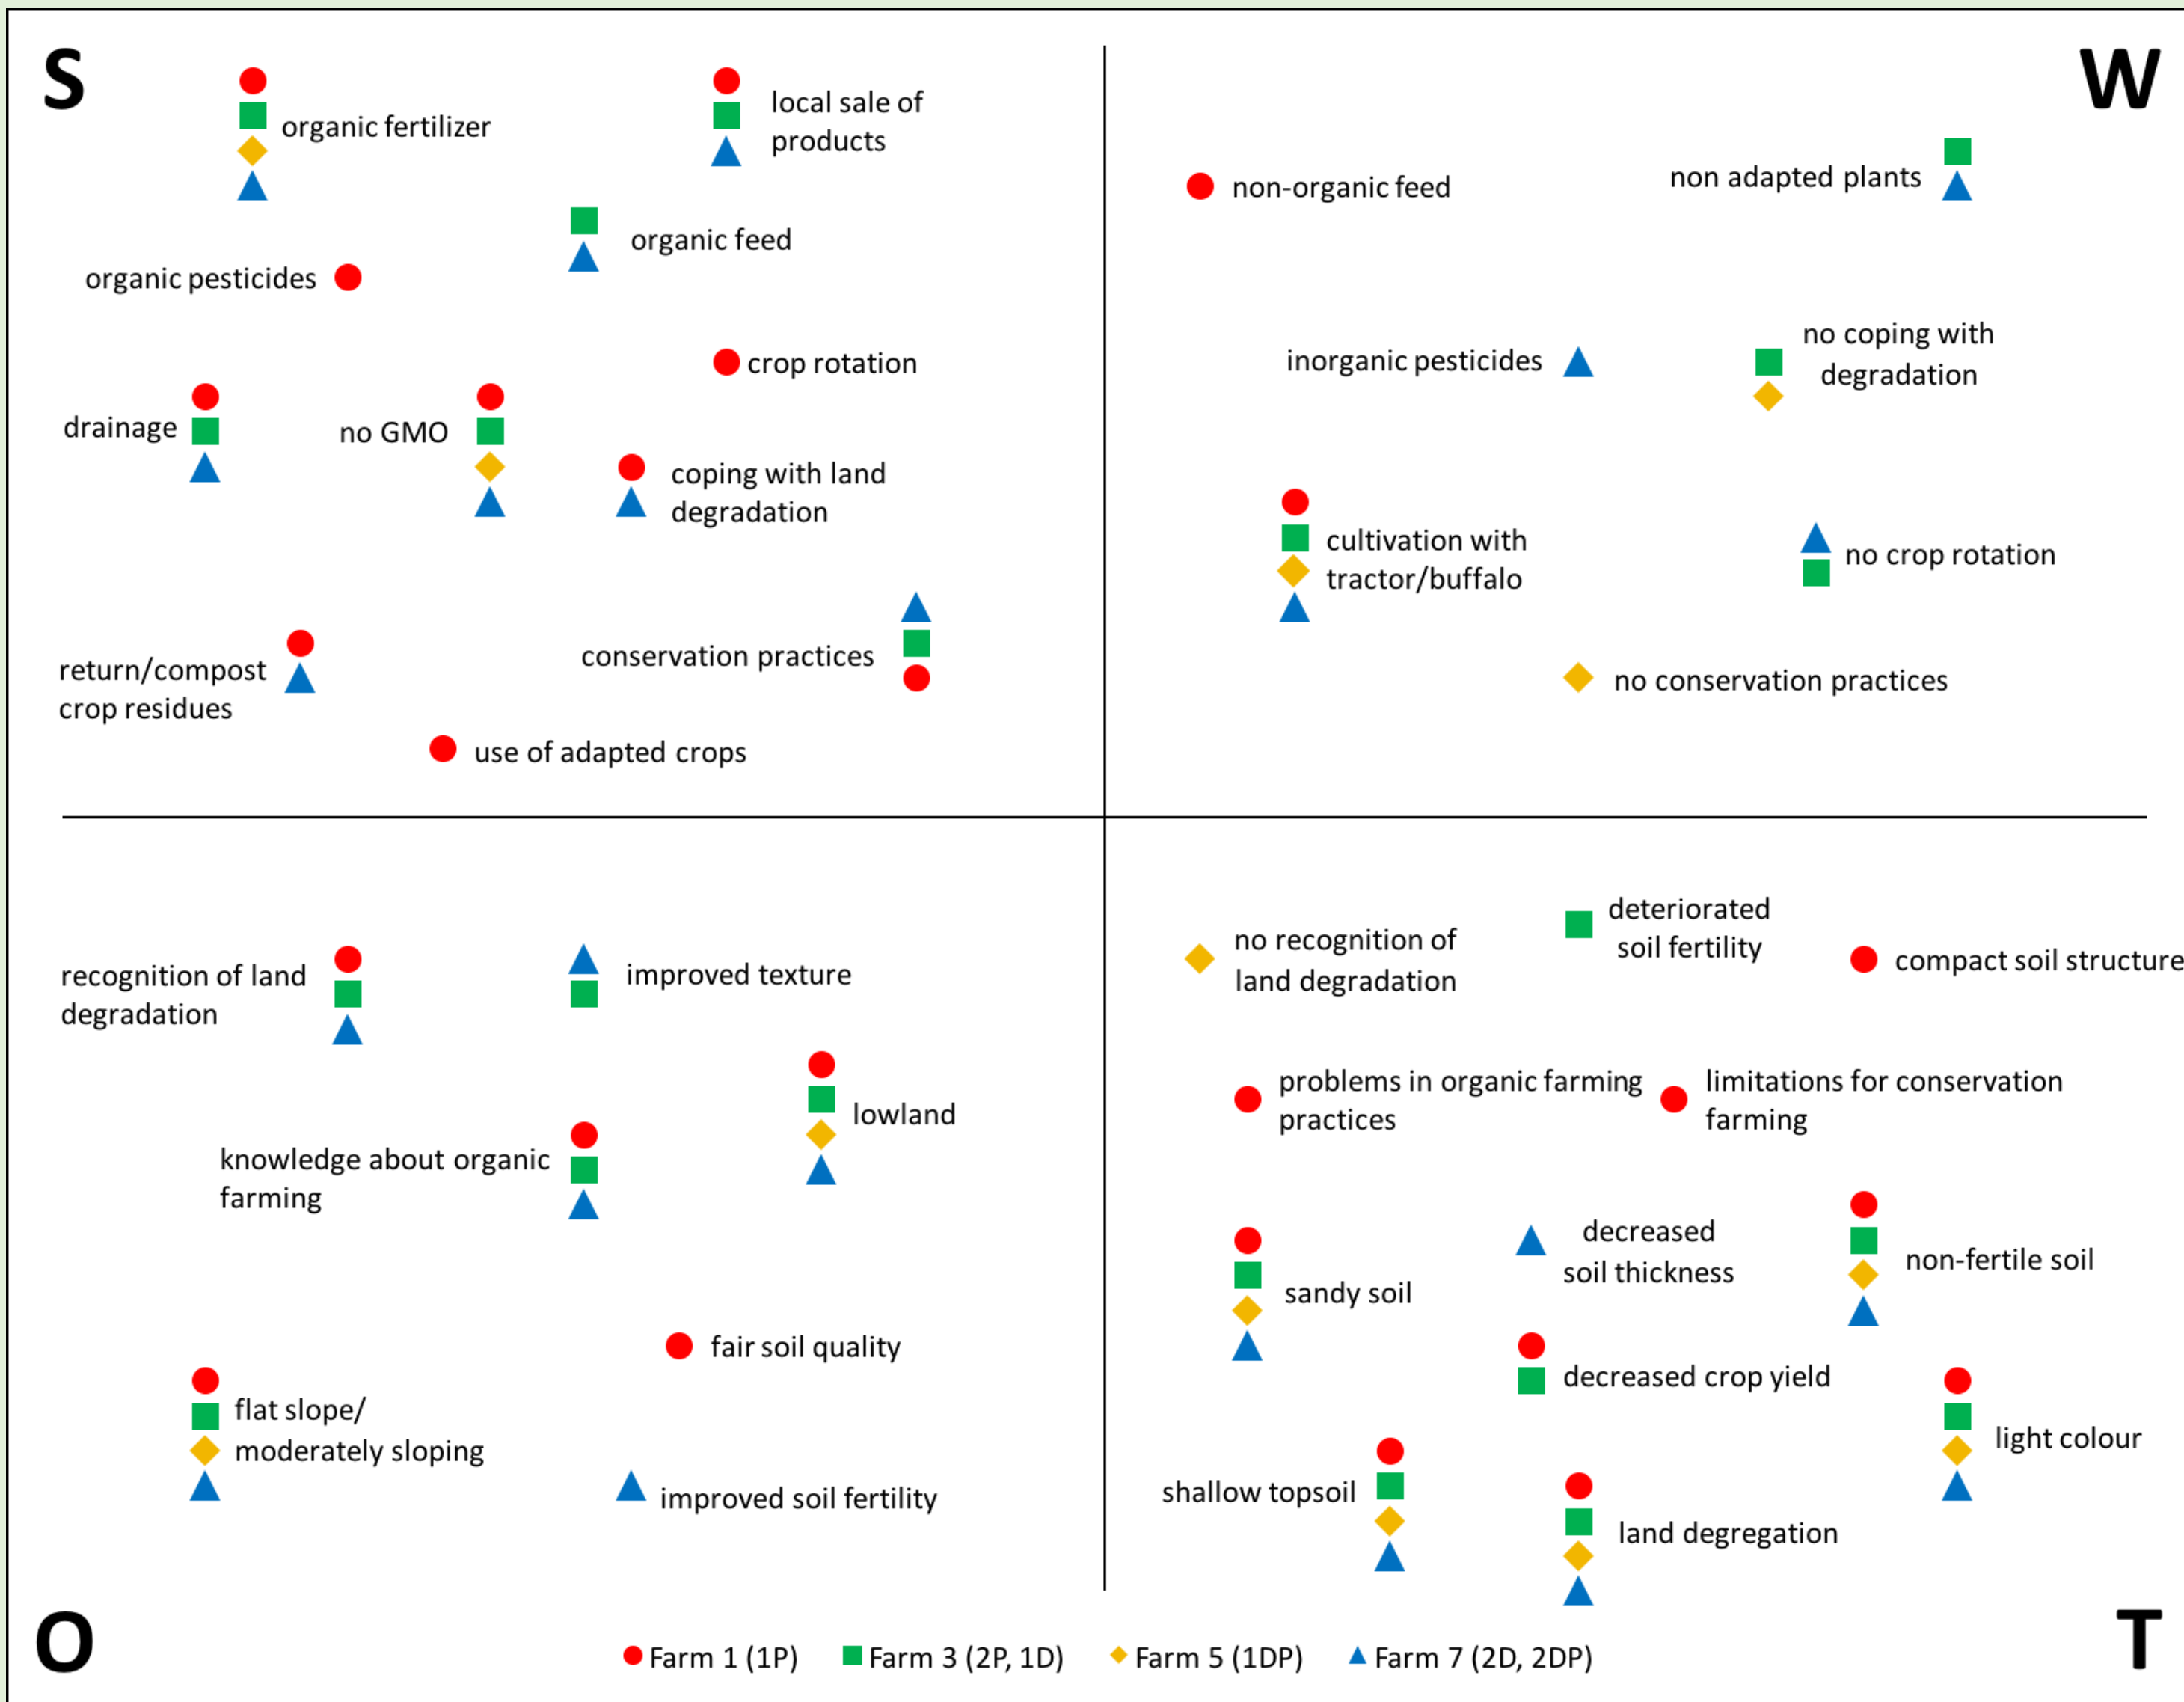 S
W
organic fertilizer
local sale of
products
non-organic feed
non adapted plants
organic feed
organic pesticides
inorganic pesticides
no coping with
degradation
crop rotation
drainage
no GMO
coping with land
degradation
cultivation with
tractor/buffalo
no crop rotation
return/compost
crop residues
conservation practices
no conservation practices
use of adapted crops
recognition of land
degradation
improved texture
lowland
knowledge about organic
farming
fair soil quality
flat slope/
moderately sloping
improved soil fertility
no recognition of
land degradation
deteriorated
soil fertility
compact soil structure
problems in organic farming
practices
limitations for conservation
farming
sandy soil
decreased
soil thickness
non-fertile soil
decreased crop yield
light colour
shallow topsoil
land degregation
O
T
Farm 1 (1P)
Farm 3 (2P, 1D)
Farm 5 (1DP)
Farm 7 (2D, 2DP)